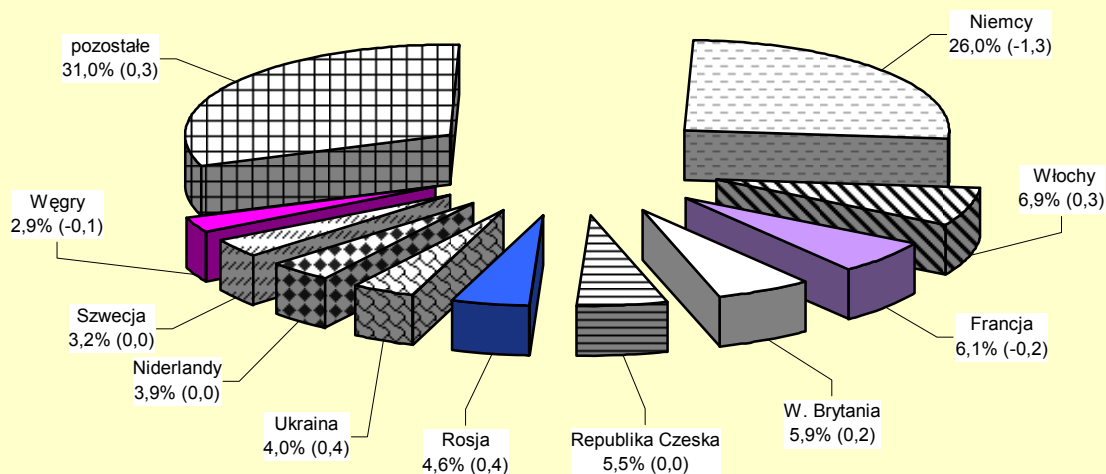 pozostałe
31,0% (0,3)
Niemcy
26,0% (-1,3)
Włochy
6,9% (0,3)
Francja
6,1% (-0,2)
W. Brytania
5,9% (0,2)
Republika Czeska
5,5% (0,0)
Rosja
4,6% (0,4)
Ukraina
4,0% (0,4)
Niderlandy
3,9% (0,0)
Szwecja
3,2% (0,0)
Węgry
2,9% (-0,1)